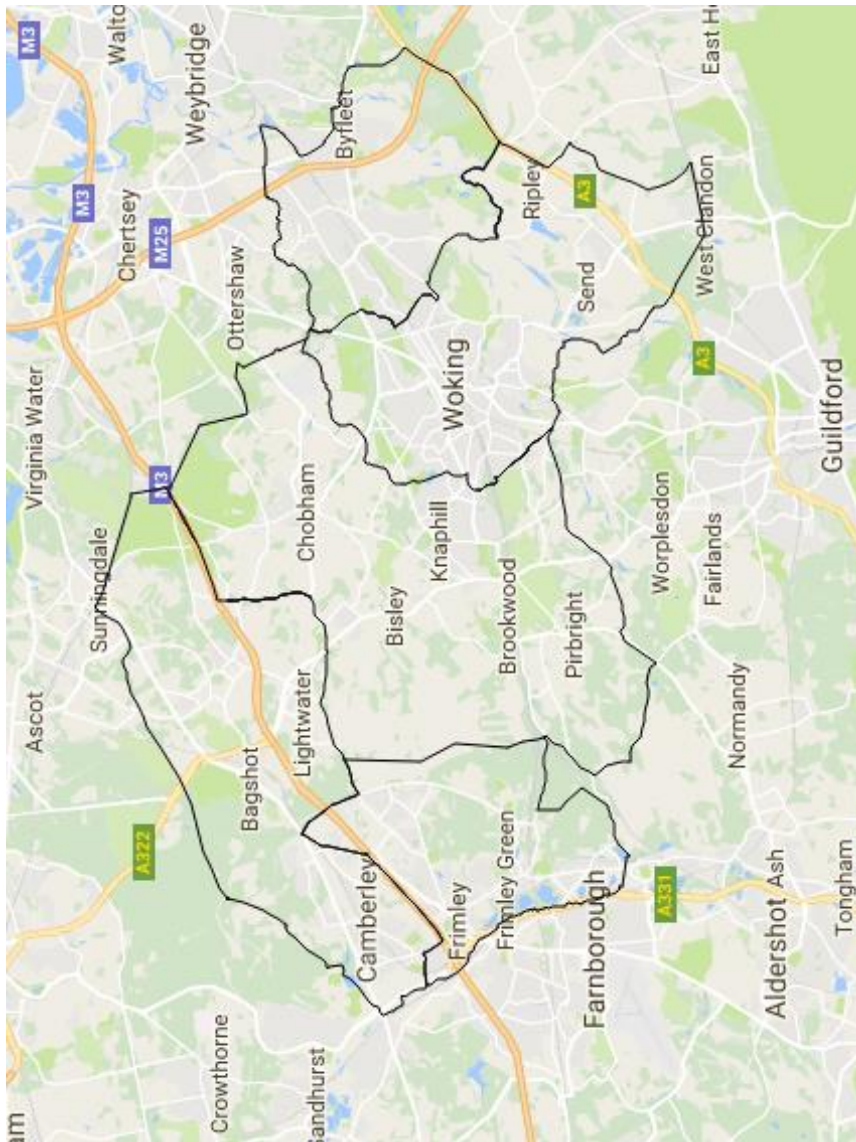 am
M3
Ascot
Virginia Water
M3
Sunningdale
Walto
Chertsey
A322
M3
M25
Weybridge
Crowthorne
Ottershaw
Bagshot
Lightwater
Chobham
Sandhurst
Byfleet
Camberley
Bisley
Knaphill
Woking
Frimley
Frimley Green
Brookwood
Ripley
Pirbright
Send
A3
Farnborough
Worplesdon
A331
A3
West Clandon
Fairlands
East H
Normandy
Aldershot
Ash
Guildford
Tongham